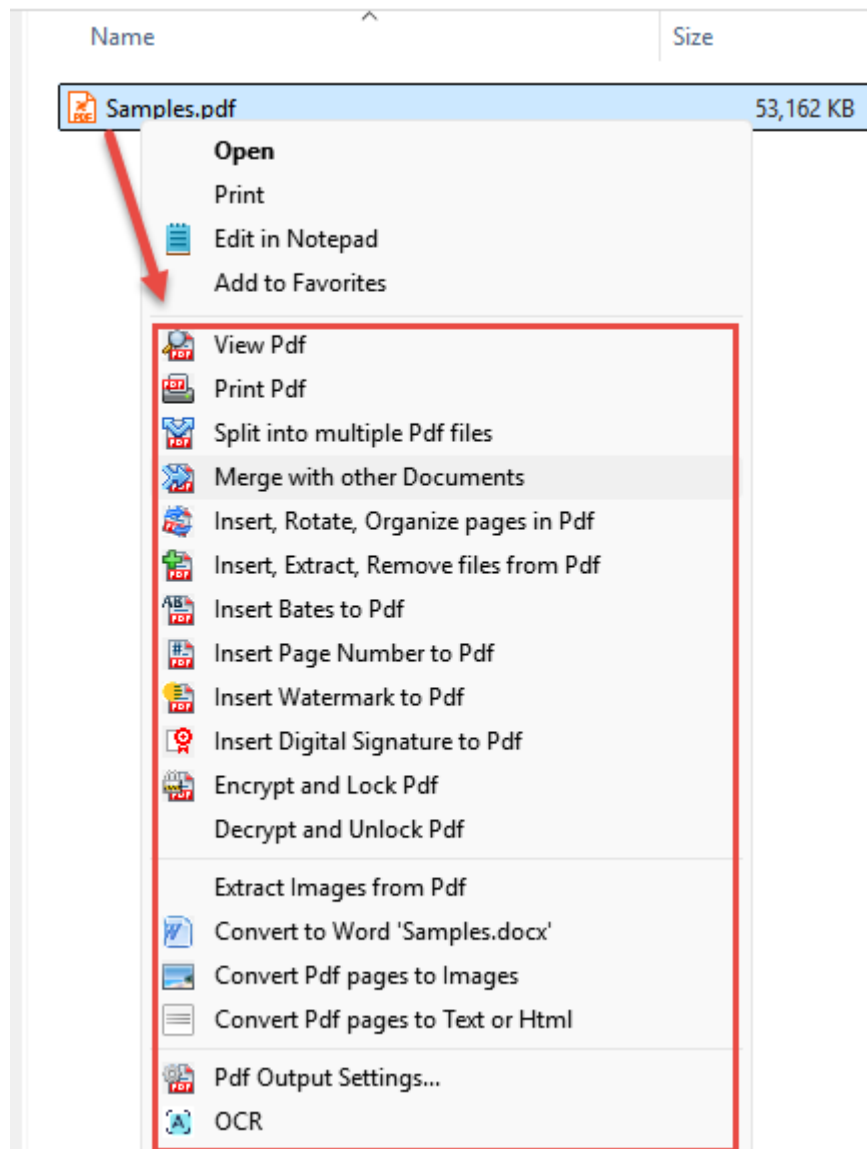 Name Size
Samples.pdf 53,162 KB
Open
Print
Edit in Notepad
Add to Favorites
View Pdf
Print Pdf
Split into multiple Pdf files
Merge with other Documents
Insert, Rotate, Organize pages in Pdf
Insert, Extract, Remove files from Pdf
Insert Bates to Pdf
Insert Page Number to Pdf
Insert Watermark to Pdf
Insert Digital Signature to Pdf
Encrypt and Lock Pdf
Decrypt and Unlock Pdf
Extract Images from Pdf
Convert to Word 'Samples.docx'
Convert Pdf pages to Images
Convert Pdf pages to Text or Html
Pdf Output Settings...
OCR